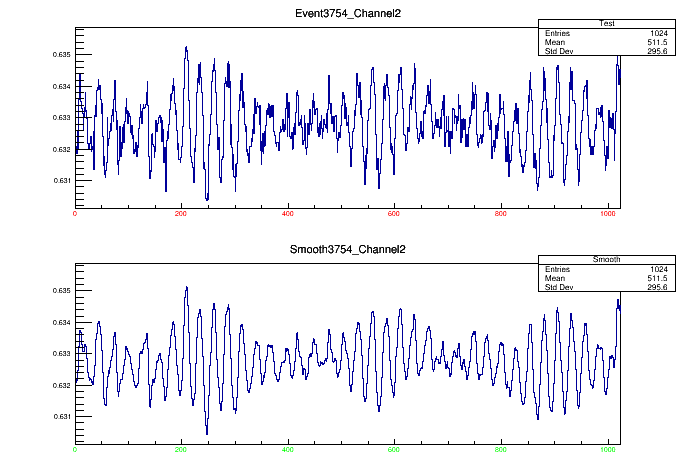 Event3754_Channel2
Test
Entries 1024
Mean 511.5
Std Dev 295.6
0.635
0.634
0.633
0.632
0.631
0 200 400 600 800 1000
Smooth3754_Channel2
Smooth
Entries 1024
Mean 511.5
Std Dev 295.6
0.635
0.634
0.633
0.632
0.631
0 200 400 600 800 1000